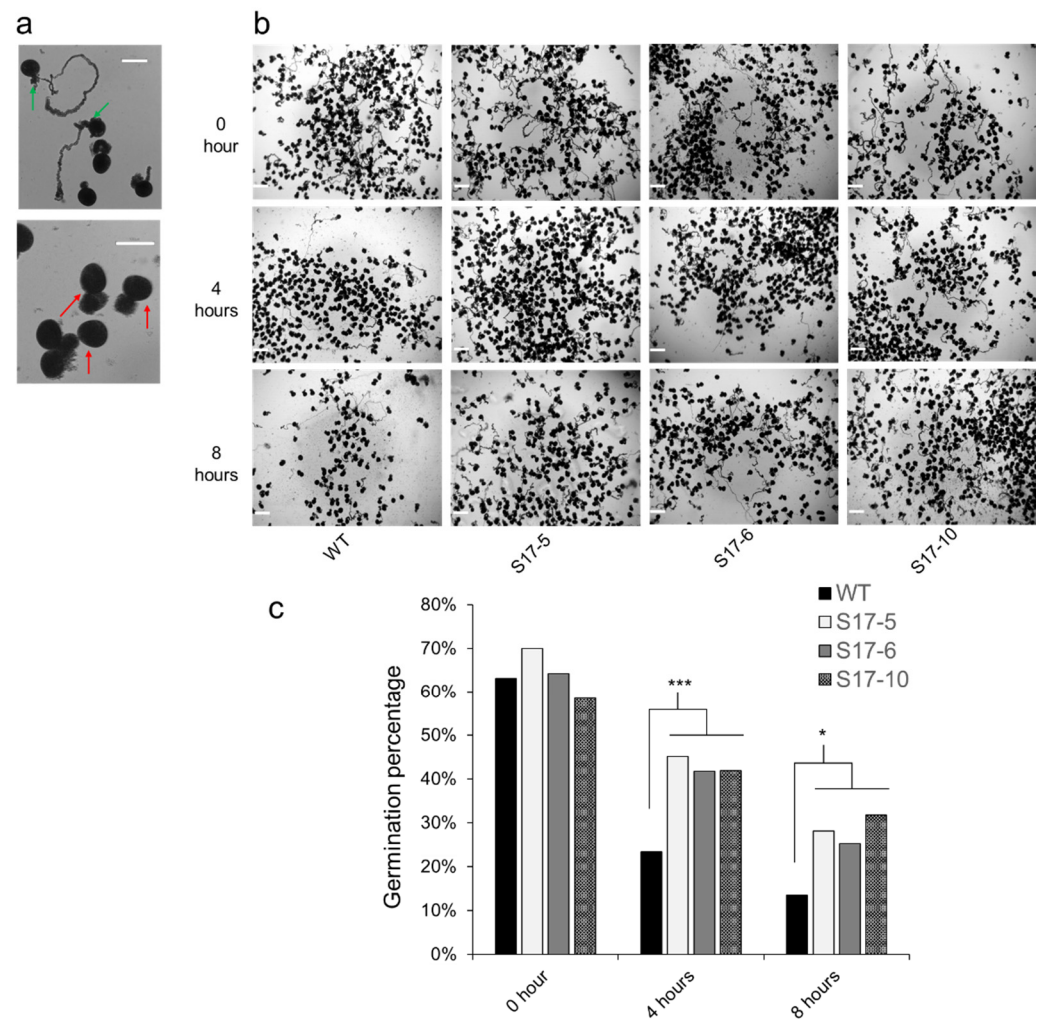 a
b
0
hour
4
hours
8
hours
WT
S17-5
S17-6
S17-10
c
WT
S17-5
S17-6
S17-10
Germination percentage
80%
70%
60%
50%
40%
30%
20%
10%
0%
***
*
0 hour
4 hours
8 hours